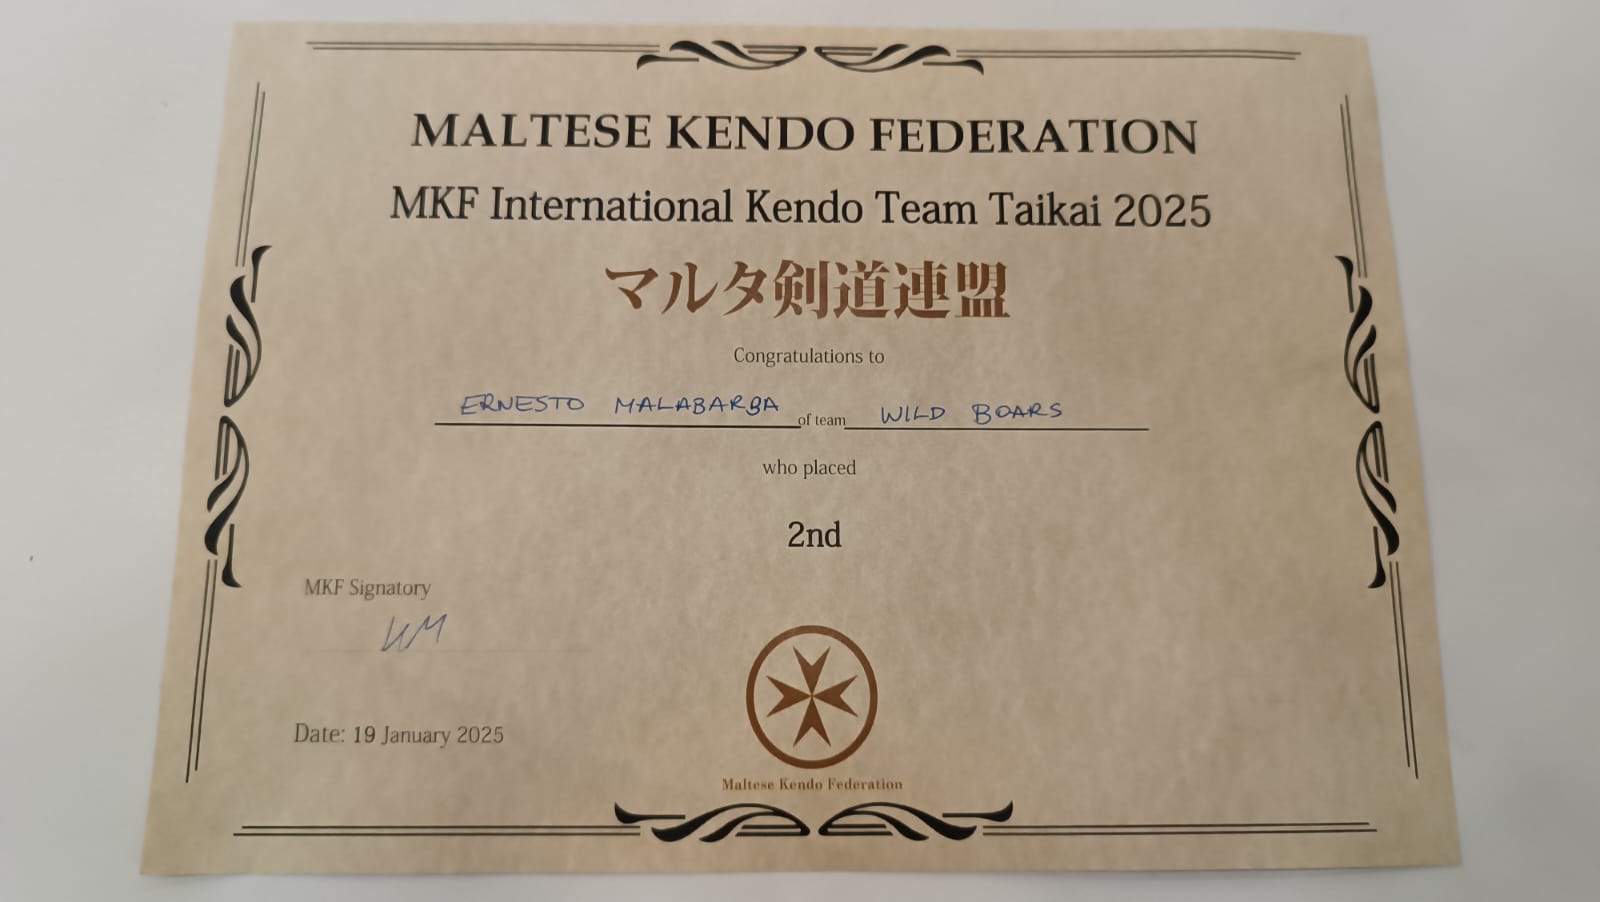 MALTESE KENDO FEDERATION
MKF International Kendo Team Taikai 2025
マルタ剣道連盟
Congratulations to
ERNESTO MALABARBA of team WILD BOARS
who placed
2nd
MKF Signatory
Date: 19 January 2025
Maltese Kendo Federation